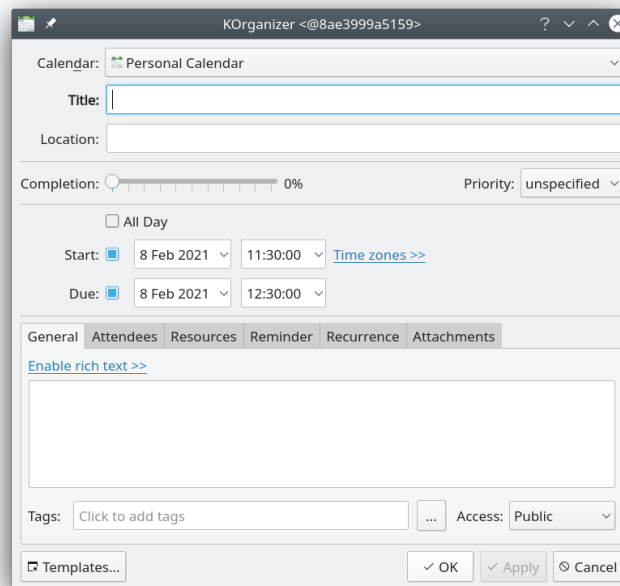 KOrganizer <@8ae3999a5159>
Calendar: Personal Calendar
Title:
Location:
Completion: 0% Priority: unspecified
All Day
Start: 8 Feb 2021 11:30:00 Time zones >>
Due: 8 Feb 2021 12:30:00
General Attendees Resources Reminder Recurrence Attachments
Enable rich text >>
Tags: Click to add tags ... Access: Public
Templates... OK Apply Cancel